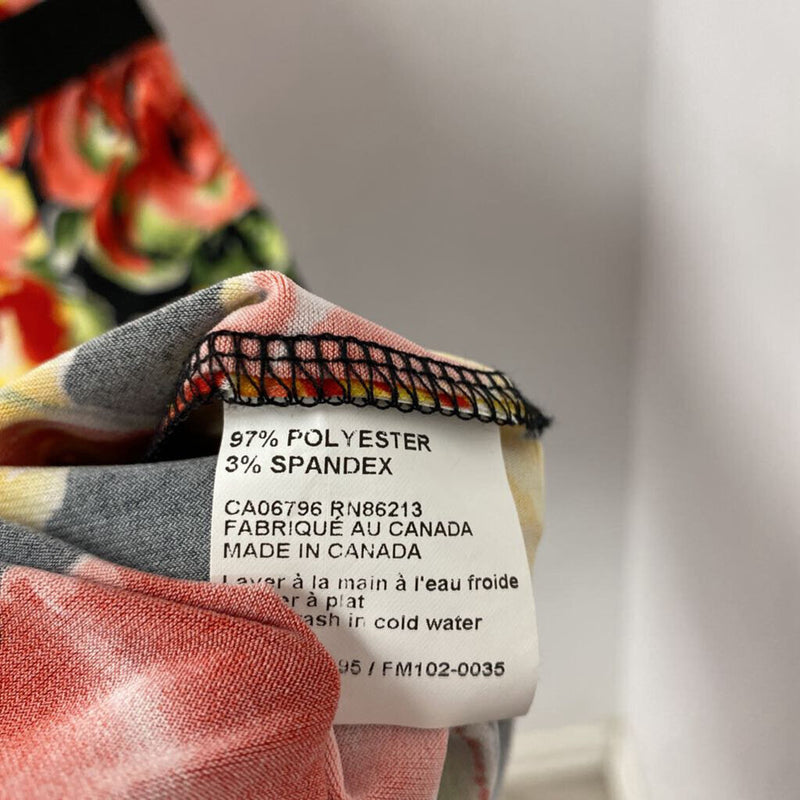 97% POLYESTER
3% SPANDEX
CA06796 RN86213
FABRIQUÉ AU CANADA
MADE IN CANADA
Laver à la main à l'eau froide
à plat
in cold water
/ FM102-0035